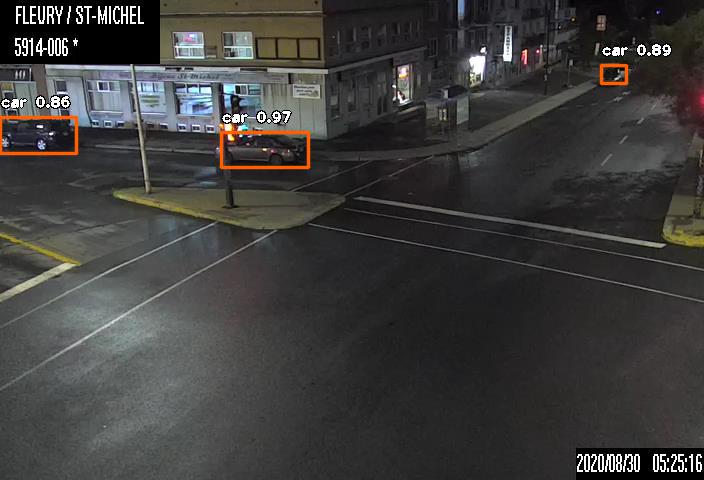 FLEURY / ST-MICHEL
5914-006 *
car 0.89
car 0.86
car 0.97
2020/08/30 05:25:16